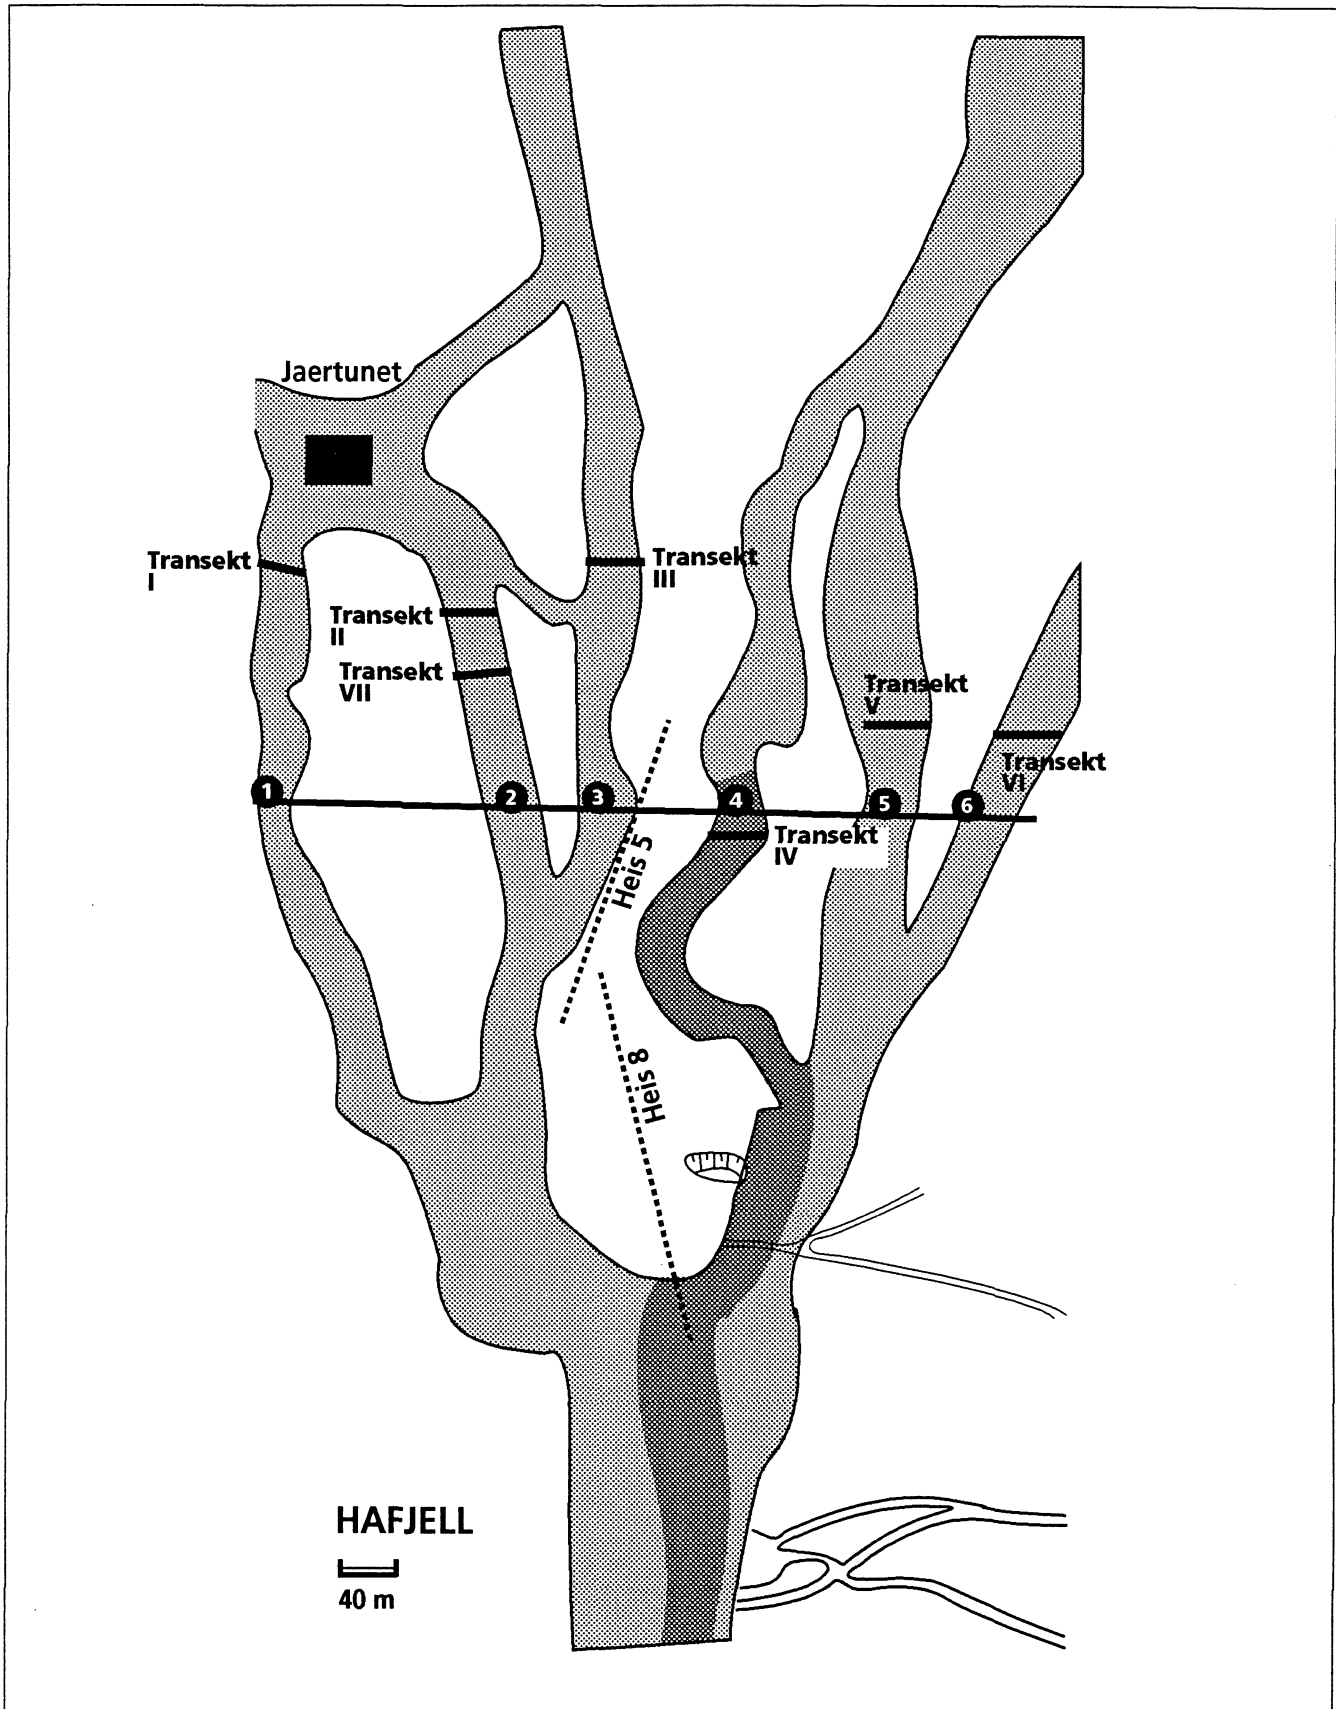 Jaertunet
Transekt
I
Transekt
III
Transekt
II
Transekt
VII
Transekt
V
Transekt
VI
1
2
3
4
5
6
Transekt
IV
Heis 5
Heis 8
HAFJELL
40 m